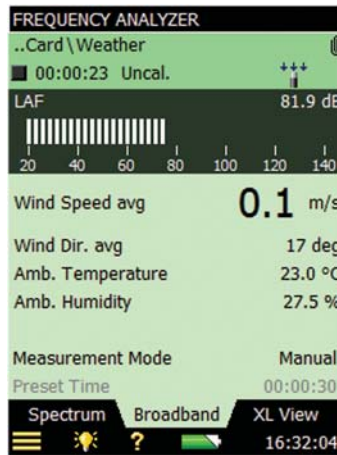 FREQUENCY ANALYZER
..Card\Weather
00:00:23 Uncal.
LAF 81.9 dB
20 40 60 80 100 120 140
Wind Speed avg 0.1 m/s
Wind Dir. avg 17 deg
Amb. Temperature 23.0 °C
Amb. Humidity 27.5 %
Measurement Mode Manual
Preset Time 00:00:30
Spectrum Broadband XL View
? 16:32:04